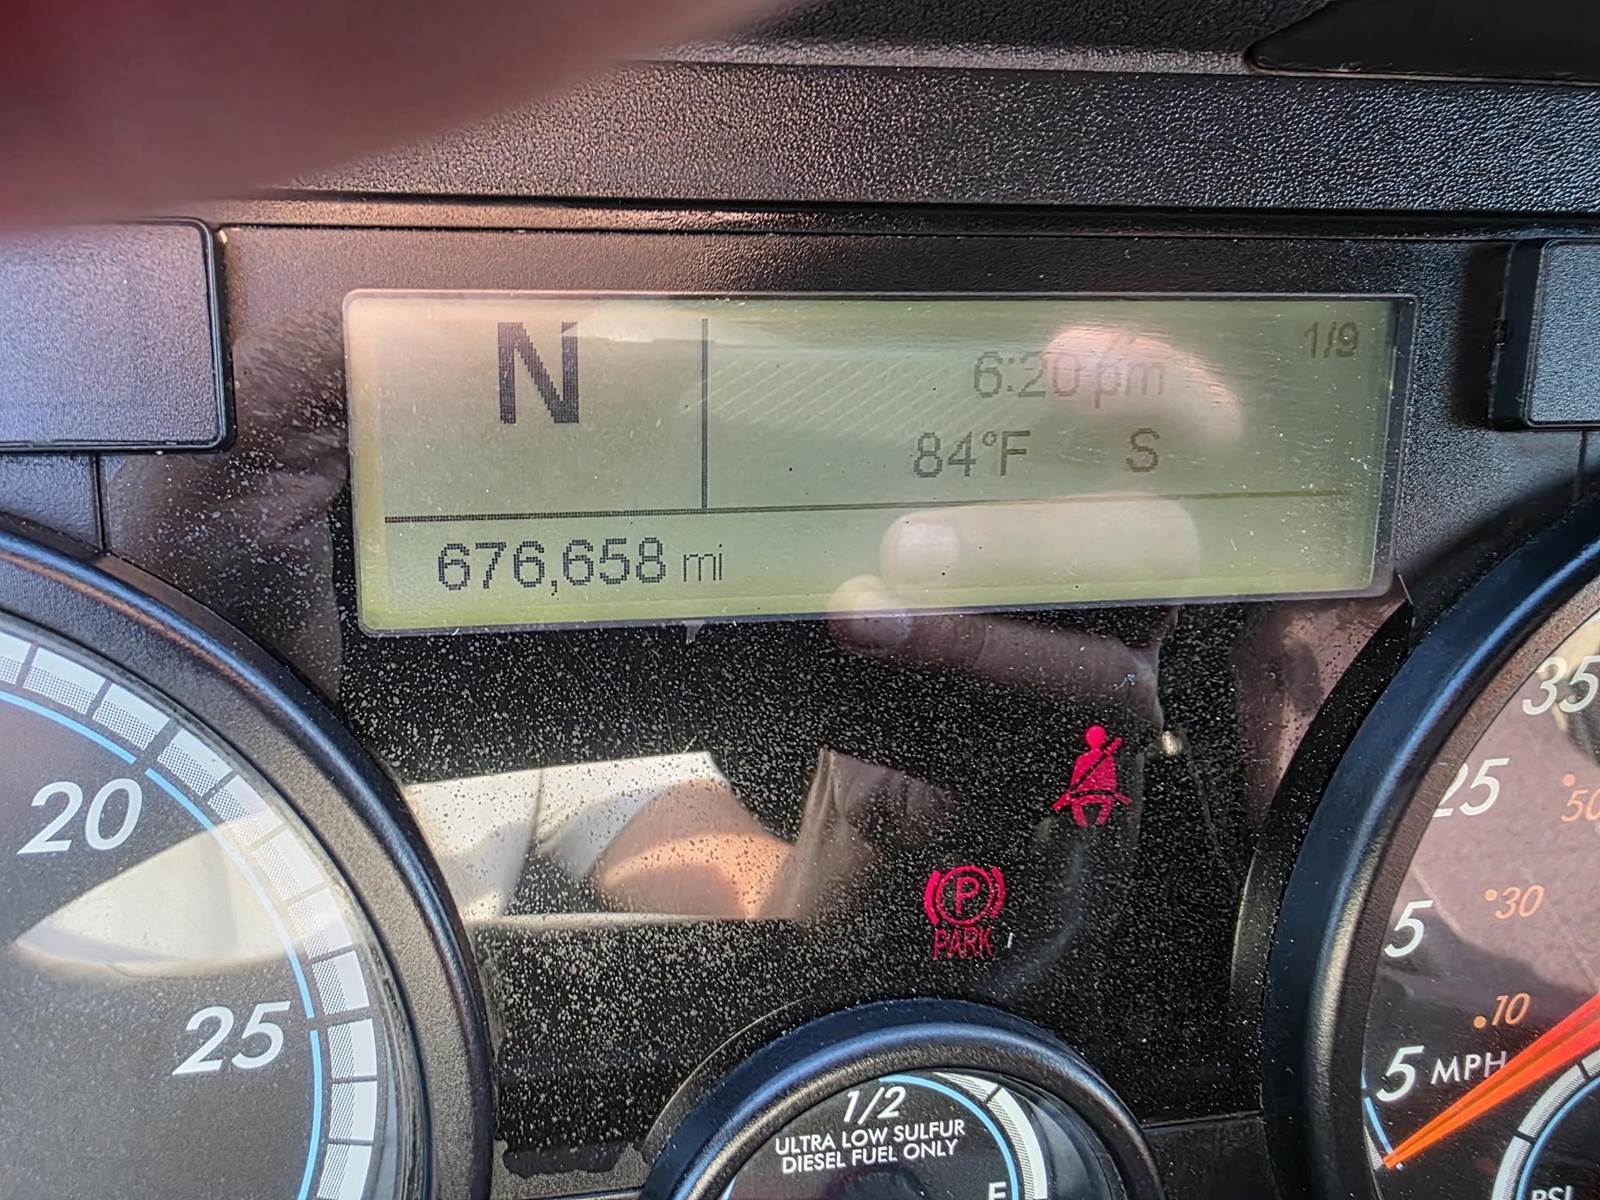 N
6:20 pm
1/9
84°F S
676,658 mi
20
25
PARK
1/2
ULTRA LOW SULFUR
DIESEL FUEL ONLY
35
25
50
5
30
10
5 MPH